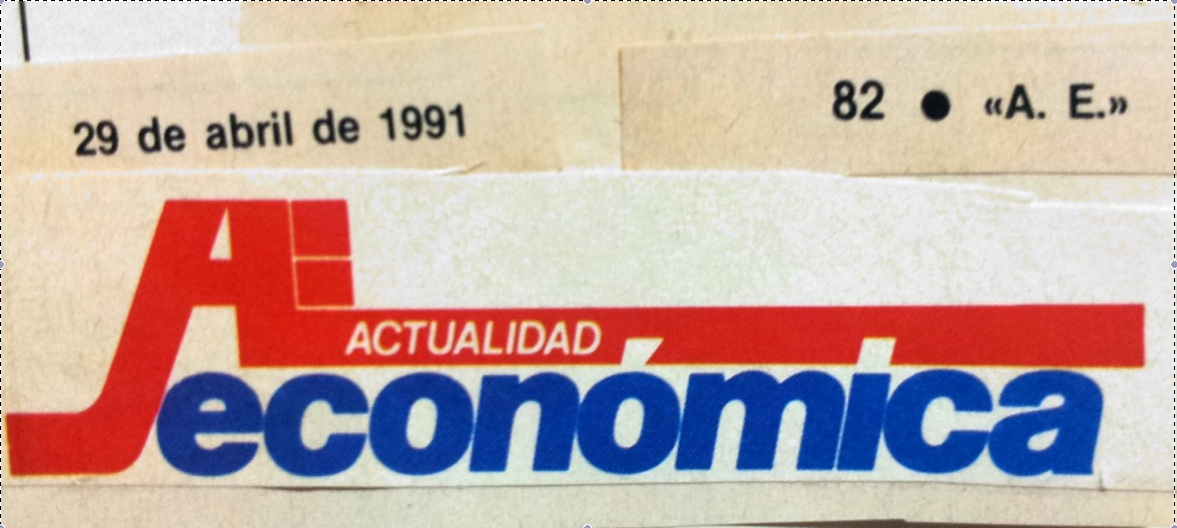 29 de abril de 1991
82 ● «A. E.»
ACTUALIDAD
económica